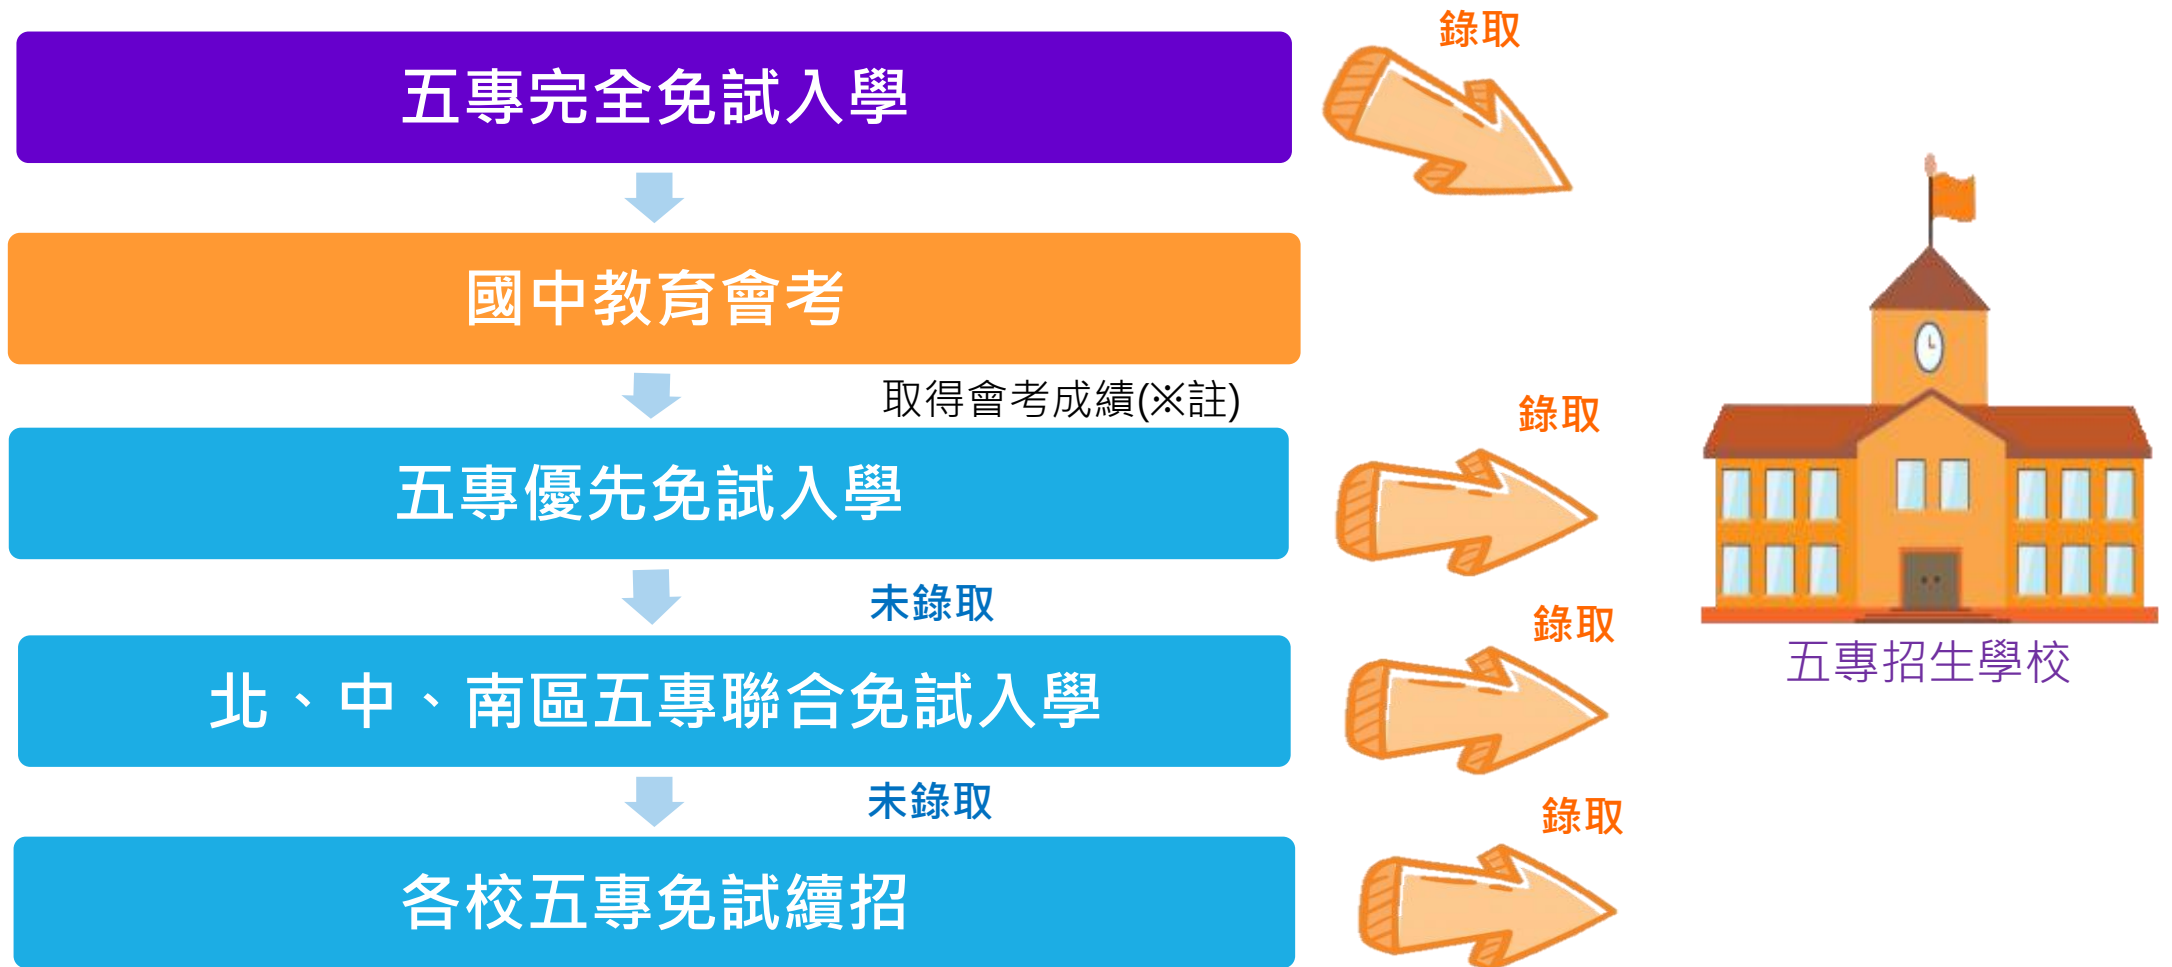 錄取
五專完全免試入學
國中教育會考
取得會考成績(※註)
錄取
五專優先免試入學
未錄取
錄取
五專招生學校
北、中、南區五專聯合免試入學
未錄取
錄取
各校五專免試續招